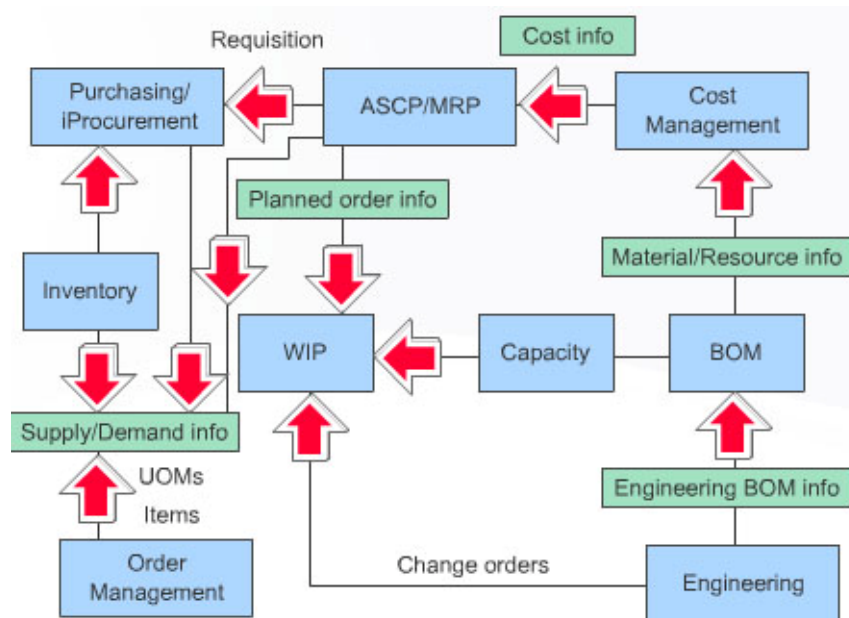 Requisition
Cost info
Purchasing/
iProcurement
ASCP/MRP
Cost
Management
Planned order info
Material/Resource info
Inventory
WIP
Capacity
BOM
Supply/Demand info
UOMs
Items
Engineering BOM info
Order
Management
Change orders
Engineering